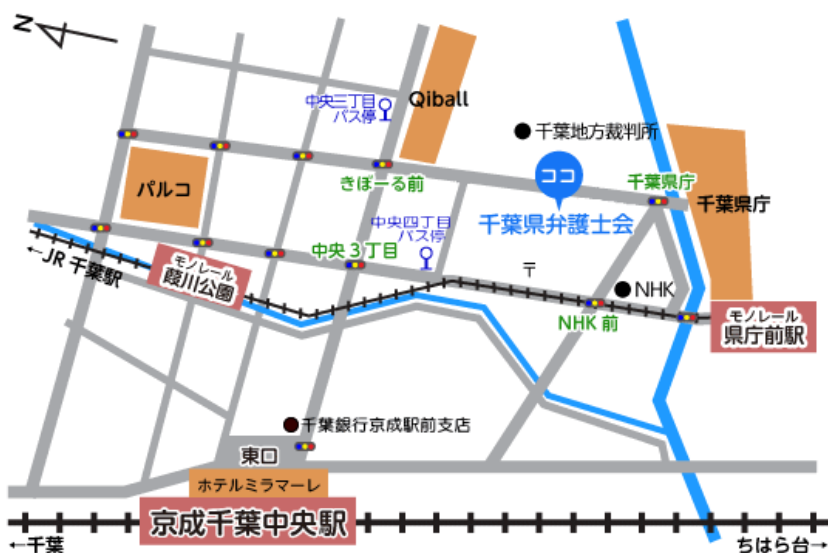 N
中央三丁目
バス停
Qiball
千葉地方裁判所
ココ
パルコ
きぼーる前
千葉県庁
千葉県庁
千葉県弁護士会
中央四丁目
バス停
中央3丁目
←JR 千葉駅
モノレール
葭川公園
〒
NHK
NHK 前
モノレール
県庁前駅
千葉銀行京成駅前支店
東口
ホテルミラマーレ
京成千葉中央駅
←千葉
ちはら台→